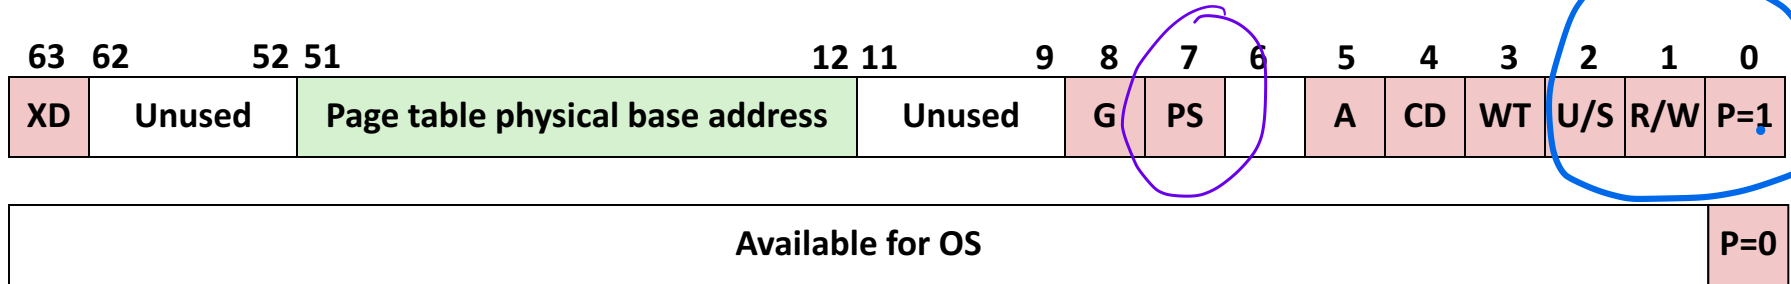 63 62 52 51 12 11 9 8 7 6 5 4 3 2 1 0
XD Unused Page table physical base address Unused G PS A CD WT U/S R/W P=1
Available for OS P=0